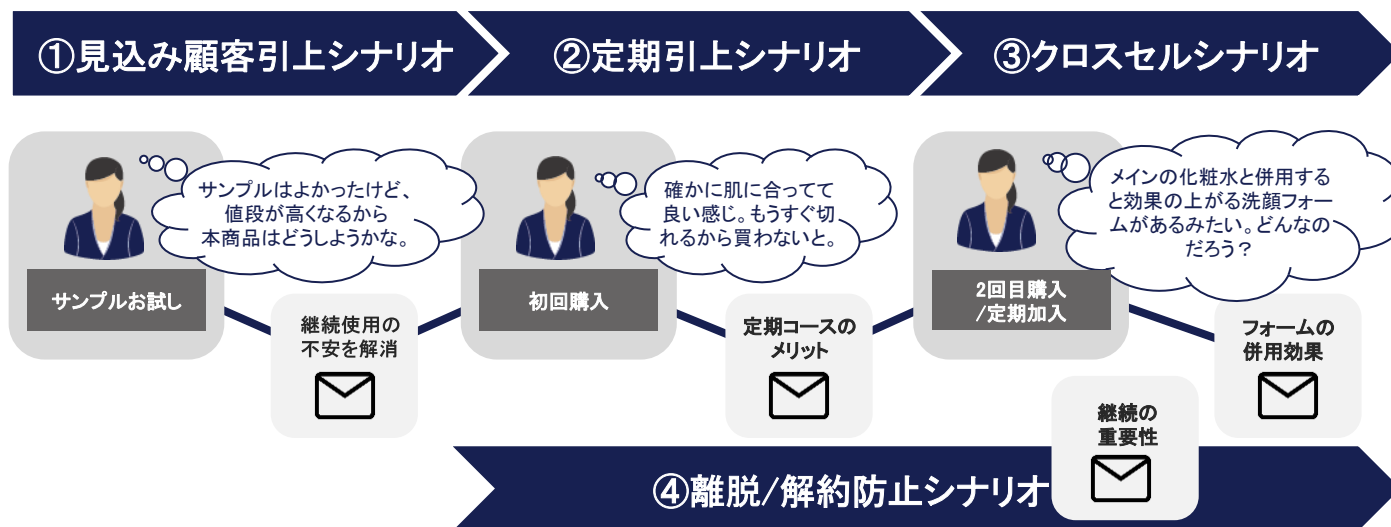 ①見込み顧客引上シナリオ
②定期引上シナリオ
③クロスセルシナリオ
サンプルはよかったけど、
値段が高くなるから
本商品はどうしようかな。
サンプルお試し
継続使用の
不安を解消
確かに肌に合ってて
良い感じ。もうすぐ切
れるから買わないと。
初回購入
定期コースの
メリット
メインの化粧水と併用する
と効果の上がる洗顔フォー
ムがあるみたい。どんなの
だろう？
2回目購入
/定期加入
フォームの
併用効果
継続の
重要性
④離脱/解約防止シナリオ